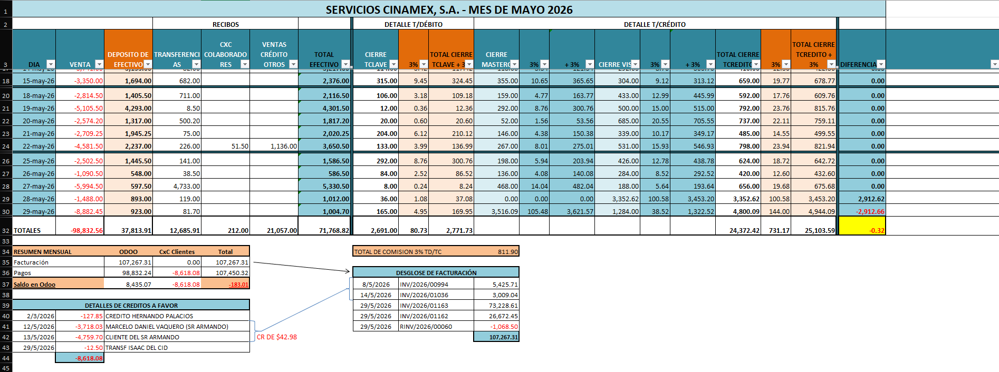 1 SERVICIOS CINAMEX, S.A. - MES DE MAYO 2026
2 RECIBOS DETALLE T/DÉBITO DETALLE T/CRÉDITO
3 DIA VENTA DEPOSITO DE EFECTIVO TRANSFERENCIAS CXC COLABORADORES VENTAS CRÉDITO OTROS TOTAL EFECTIVO CIERRE TCLAVE 3% TOTAL CIERRE TCLAVE + 3 CIERRE MASTERC 3% + 3% CIERRE VIS 3% + 3% TOTAL CIERRE TCREDITO 3% TOTAL CIERRE TCREDITO + 3% DIFERENCIA
18 15-may-26 -3,350.00 1,694.00 682.00 2,376.00 315.00 9.45 324.45 355.00 10.65 365.65 304.00 9.12 313.12 659.00 19.77 678.77 0.00
20 18-may-26 -2,814.50 1,405.50 711.00 2,116.50 106.00 3.18 109.18 159.00 4.77 163.77 433.00 12.99 445.99 592.00 17.76 609.76 0.00
21 19-may-26 -5,105.50 4,293.00 8.50 4,301.50 12.00 0.36 12.36 292.00 8.76 300.76 500.00 15.00 515.00 792.00 23.76 815.76 0.00
22 20-may-26 -2,574.20 1,317.00 500.20 1,817.20 20.00 0.60 20.60 52.00 1.56 53.56 685.00 20.55 705.55 737.00 22.11 759.11 0.00
23 21-may-26 -2,709.25 1,945.25 75.00 2,020.25 204.00 6.12 210.12 146.00 4.38 150.38 339.00 10.17 349.17 485.00 14.55 499.55 0.00
24 22-may-26 -4,581.50 2,237.00 226.00 51.50 1,136.00 3,650.50 133.00 3.99 136.99 267.00 8.01 275.01 531.00 15.93 546.93 798.00 23.94 821.94 0.00
26 25-may-26 -2,502.50 1,445.50 141.00 1,586.50 292.00 8.76 300.76 198.00 5.94 203.94 426.00 12.78 438.78 624.00 18.72 642.72 0.00
27 26-may-26 -1,090.50 548.00 38.50 586.50 84.00 2.52 86.52 136.00 4.08 140.08 284.00 8.52 292.52 420.00 12.60 432.60 0.00
28 27-may-26 -5,994.50 597.50 4,733.00 5,330.50 8.00 0.24 8.24 468.00 14.04 482.04 188.00 5.64 193.64 656.00 19.68 675.68 0.00
29 28-may-26 -1,488.00 893.00 119.00 1,012.00 36.00 1.08 37.08 0.00 0.00 0.00 3,352.62 100.58 3,453.20 3,352.62 100.58 3,453.20 2,912.62
30 29-may-26 -8,882.45 923.00 81.70 1,004.70 165.00 4.95 169.95 3,516.09 105.48 3,621.57 1,284.00 38.52 1,322.52 4,800.09 144.00 4,944.09 -2,912.66
32 TOTALES -98,832.56 37,813.91 12,685.91 212.00 21,057.00 71,768.82 2,691.00 80.73 2,771.73 24,372.42 731.17 25,103.59 -0.32
33
34 RESUMEN MENSUAL ODOO CxC Clientes Total TOTAL DE COMISION 3% TD/TC 811.90
35 Facturación 107,267.31 0.00 107,267.31
36 Pagos 98,832.24 -8,618.08 107,450.32 DESGLOSE DE FACTURACIÓN
37 Saldo en Odoo 8,435.07 -8,618.08 -183.01 8/5/2026 INV/2026/00994 5,425.71
38 14/5/2026 INV/2026/01036 3,009.04
39 DETALLES DE CREDITOS A FAVOR 29/5/2026 INV/2026/01163 73,228.61
40 2/3/2026 -127.85 CREDITO HERNANDO PALACIOS 29/5/2026 INV/2026/01162 26,672.45
41 12/5/2026 -3,718.03 MARCELO DANIEL VAQUERO (SR ARMANDO) 29/5/2026 RINV/2026/00060 -1,068.50
42 13/5/2026 -4,759.70 CLIENTE DEL SR ARMANDO CR DE $42.98 107,267.31
43 29/5/2026 -12.50 TRANSF ISAAC DEL CID
44 -8,618.08
45